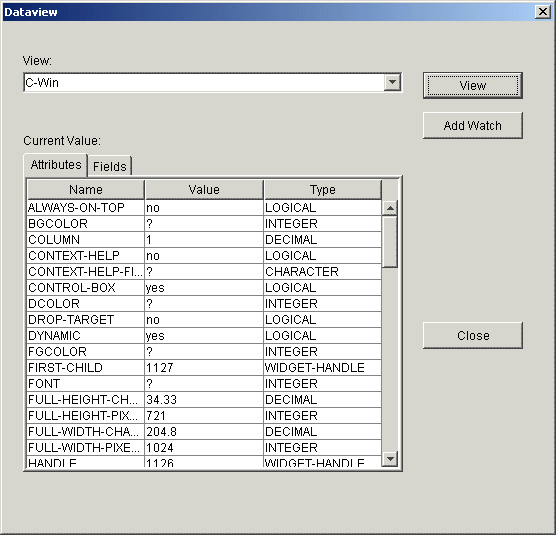 Dataview
View:
C-Win
View
Add Watch
Current Value:
Attributes Fields
Name Value Type
ALWAYS-ON-TOP no LOGICAL
BGCOLOR ? INTEGER
COLUMN 1 DECIMAL
CONTEXT-HELP no LOGICAL
CONTEXT-HELP-FI... ? CHARACTER
CONTROL-BOX yes LOGICAL
DCOLOR ? INTEGER
DROP-TARGET no LOGICAL
DYNAMIC yes LOGICAL
Close
FGCOLOR ? INTEGER
FIRST-CHILD 1127 WIDGET-HANDLE
FONT ? INTEGER
FULL-HEIGHT-CH... 34.33 DECIMAL
FULL-HEIGHT-PIX... 721 INTEGER
FULL-WIDTH-CHA... 204.8 DECIMAL
FULL-WIDTH-PIXE... 1024 INTEGER
HANDLE 1126 WIDGET-HANDLE